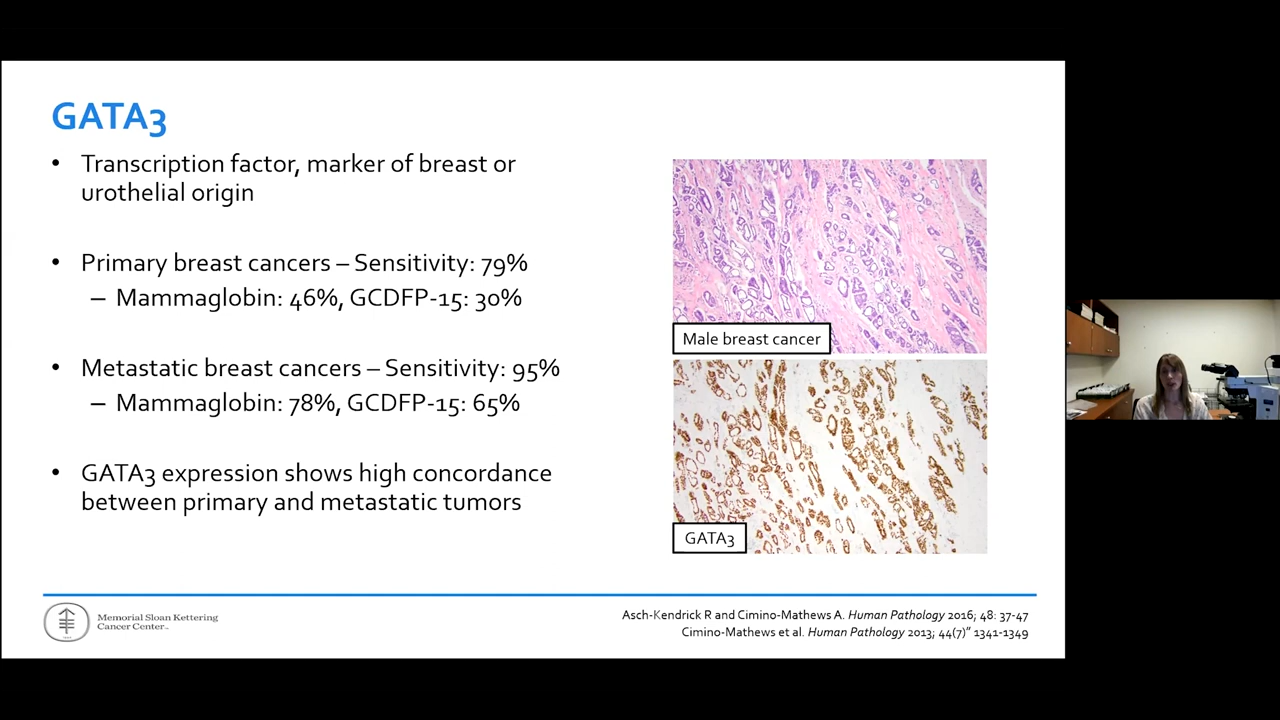 GATA3
• Transcription factor, marker of breast or
urothelial origin
• Primary breast cancers – Sensitivity: 79%
– Mammaglobin: 46%, GCDFP-15: 30%
• Metastatic breast cancers – Sensitivity: 95%
– Mammaglobin: 78%, GCDFP-15: 65%
• GATA3 expression shows high concordance
between primary and metastatic tumors
Male breast cancer
GATA3
Memorial Sloan Kettering
Cancer Center
Asch-Kendrick R and Cimino-Mathews A. Human Pathology 2016; 48: 37-47
Cimino-Mathews et al. Human Pathology 2013; 44(7)” 1341-1349